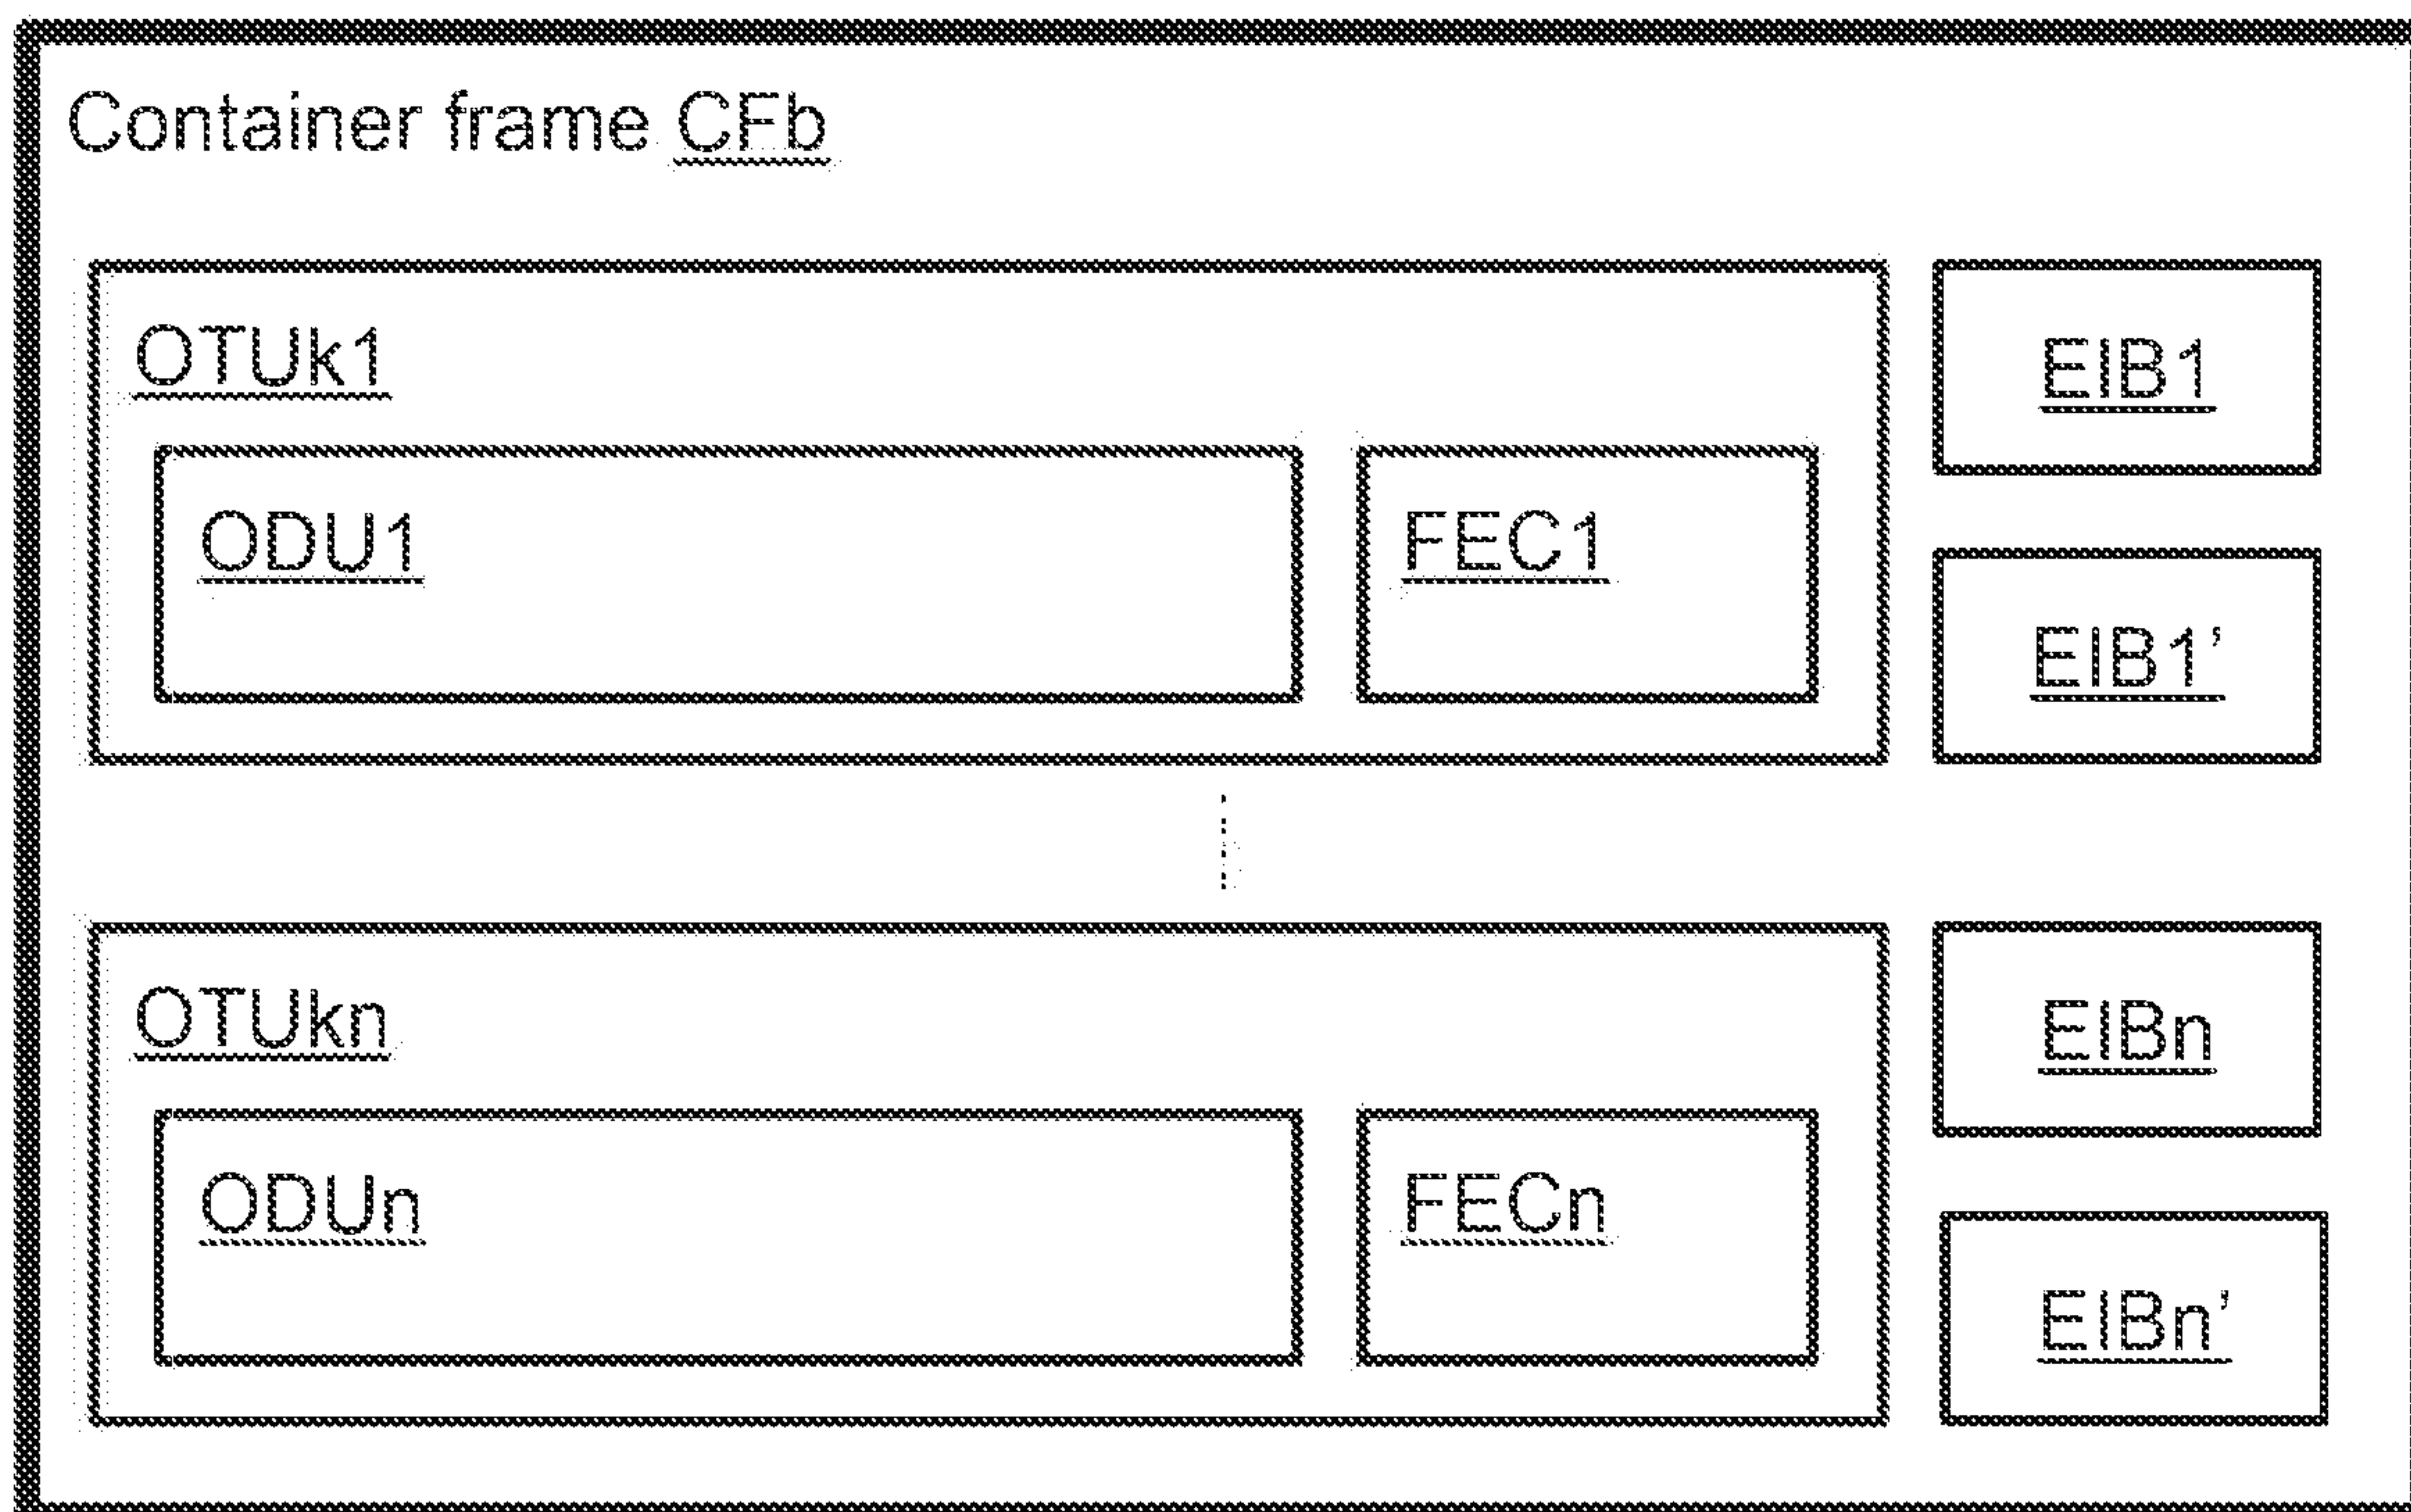 Container frame CFb
OTUk1
EIB1
ODU1
FEC1
EIB1’
OTUkn
EIBn
ODUn
FECn
EIBn’